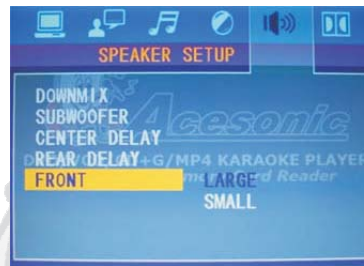 SPEAKER SETUP
DOWNMIX
SUBWOOFER
Acesonic
CENTER DELAY
REAR DELAY
+G/MP4 KARAOKE PLAYER
FRONT
LARGE
Reader
SMALL